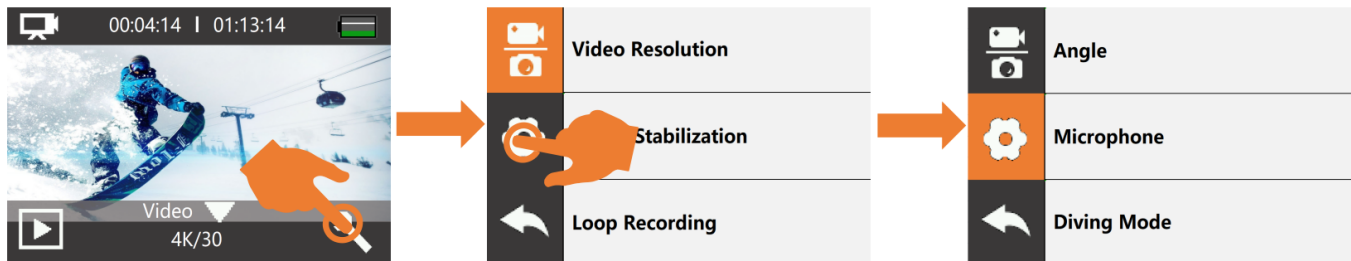 00:04:14 | 01:13:14
Video
4K/30
Video Resolution
Stabilization
Loop Recording
Angle
Microphone
Diving Mode